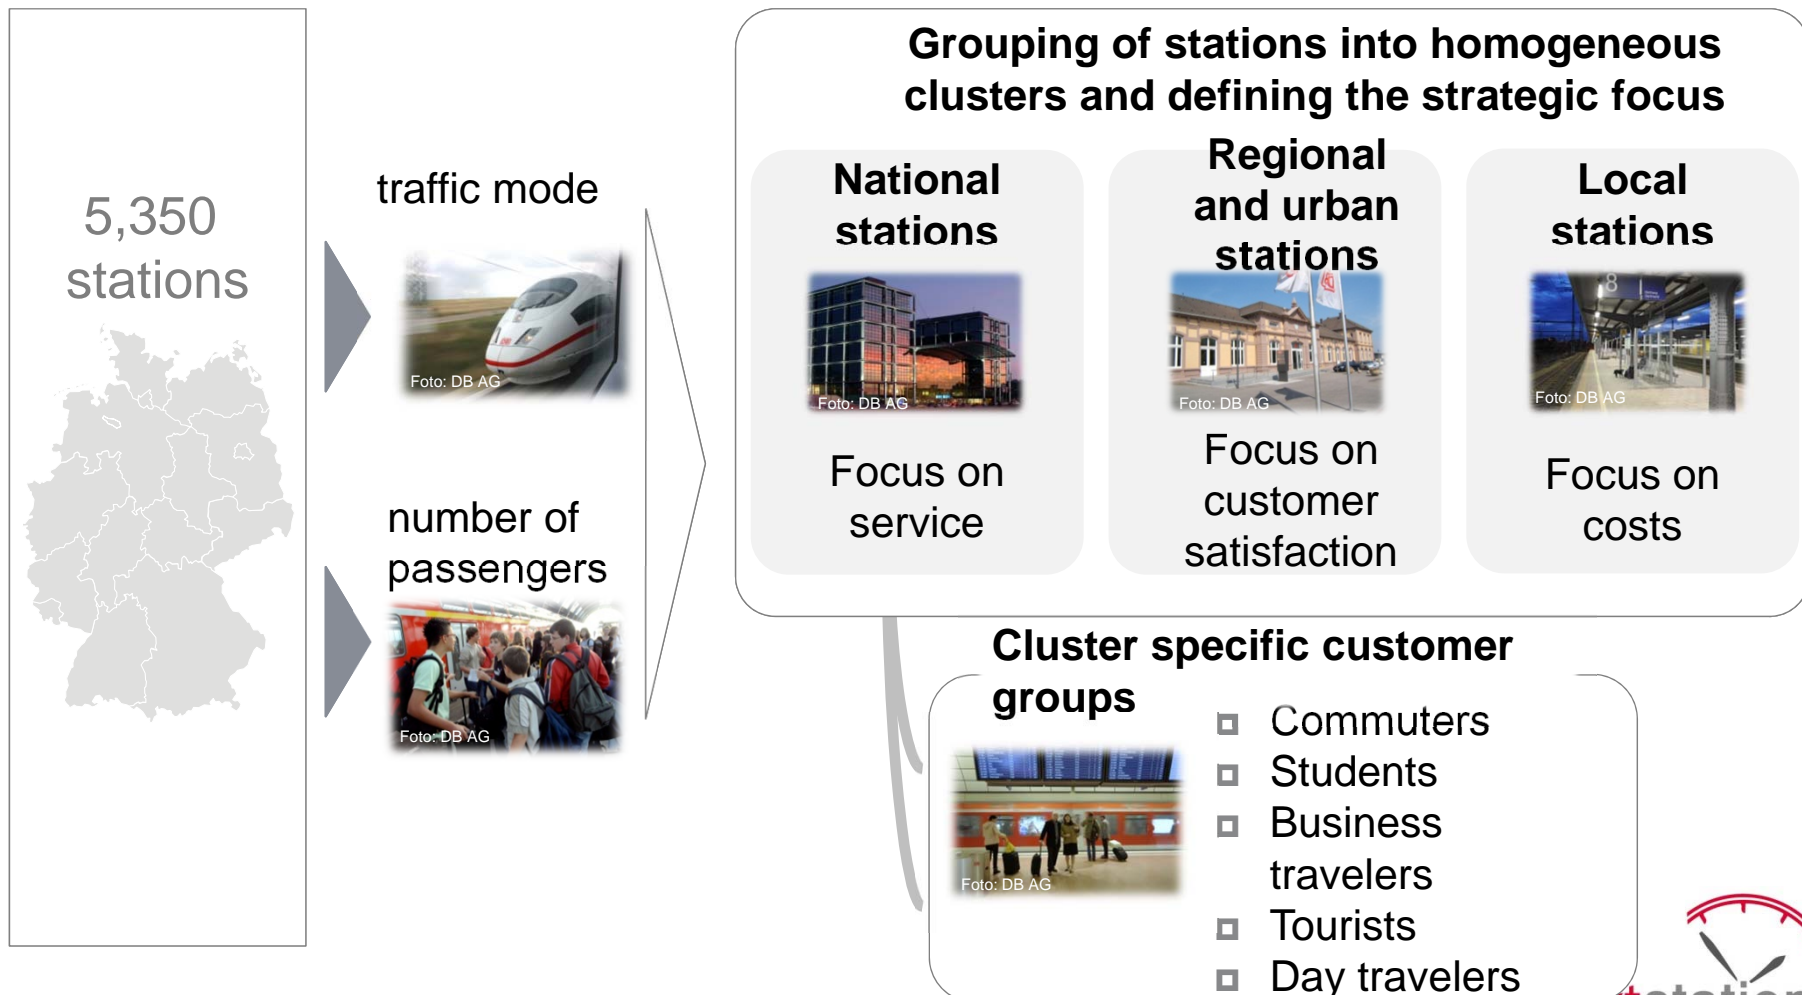 5,350
stations
traffic mode
Foto: DB AG
number of
passengers
Foto: DB AG
Grouping of stations into homogeneous
clusters and defining the strategic focus
National
stations
Foto: DB AG
Focus on
service
Regional
and urban
stations
Foto: DB AG
Focus on
customer
satisfaction
Local
stations
8
Foto: DB AG
Focus on
costs
Cluster specific customer
groups
Foto: DB AG
Commuters
Students
Business
travelers
Tourists
Day travelers